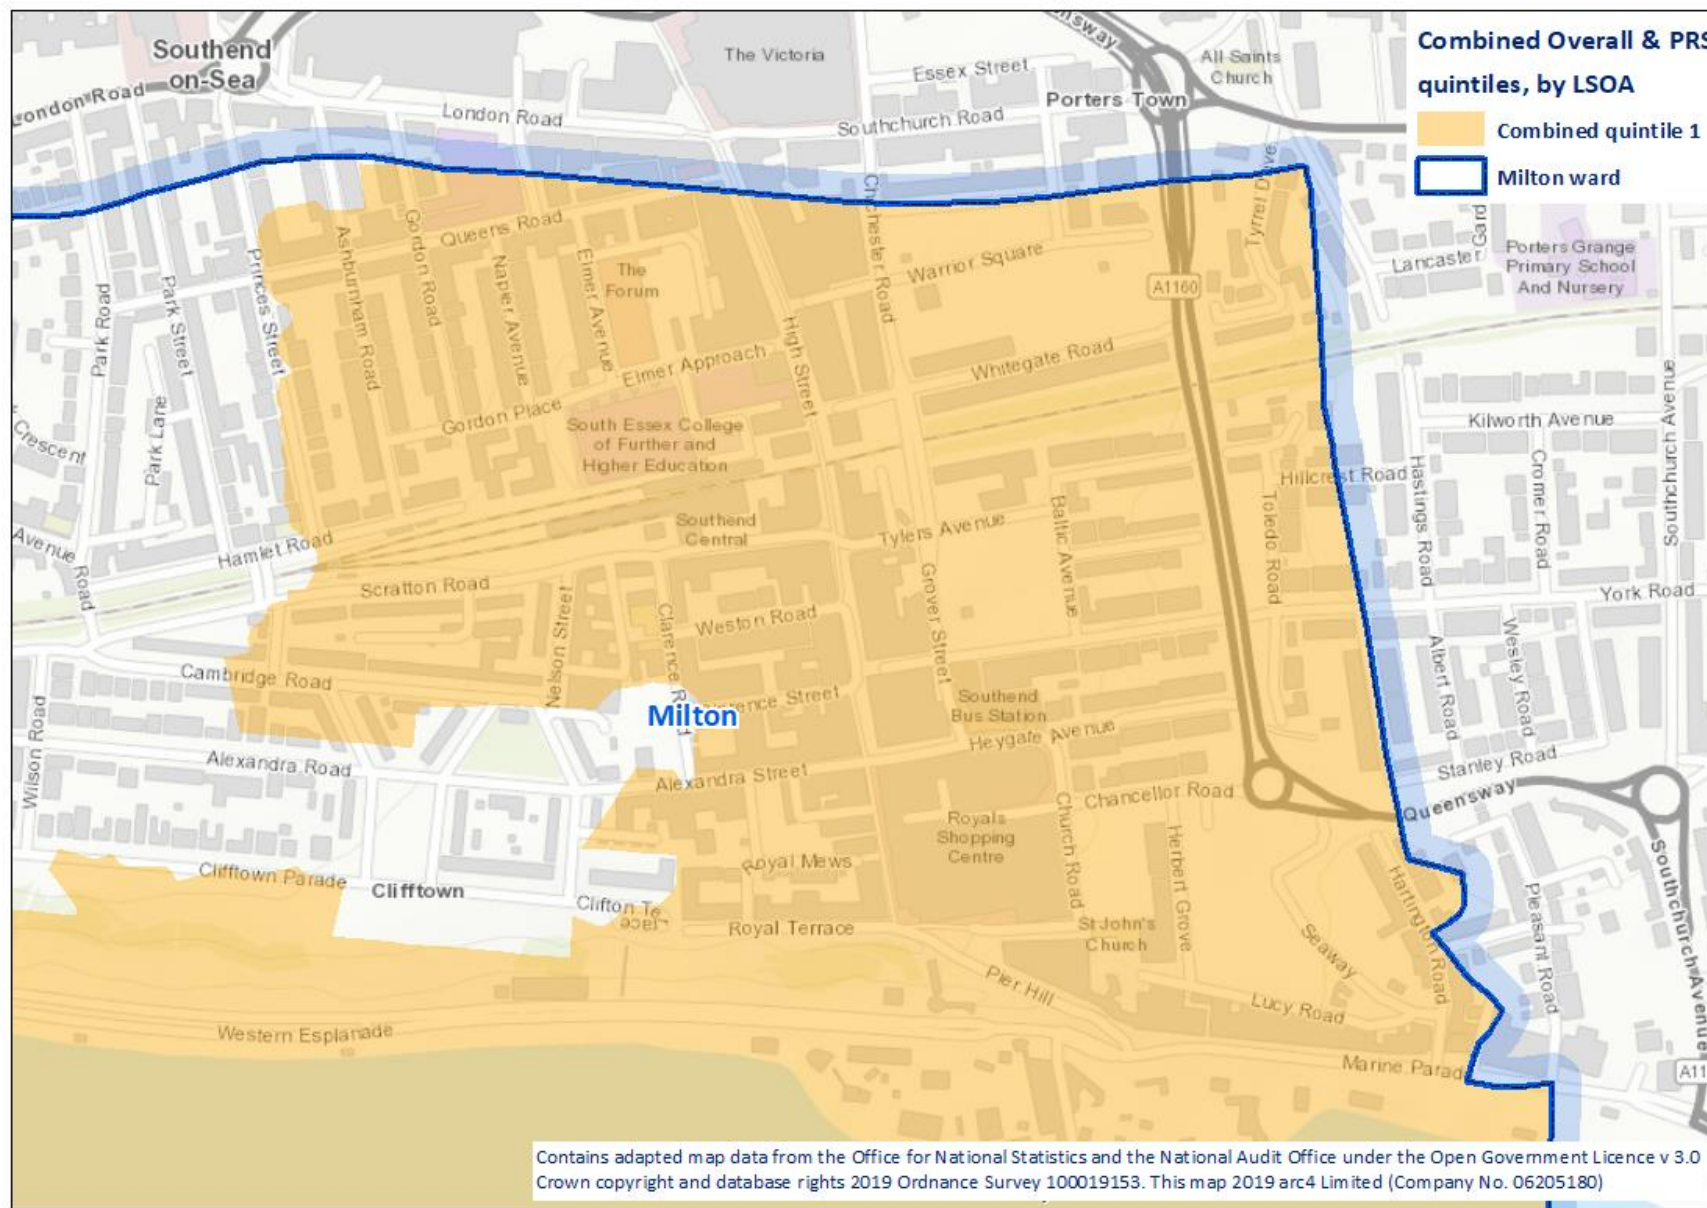 Southend
on-Sea
London Road
The Victoria
London Road
Essex Street
Porters Town
Southchurch Road
All Saints
Church
Combined Overall & PRS
quintiles, by LSOA
Combined quintile 1
Milton ward
Chichester Road
Tyrrel Drive
Queens Road
Gordon Road
Ashburnham Road
Princes Street
Park Street
Park Road
Park Lane
Napier Avenue
Elmer Avenue
The
Forum
Warrior Square
A1160
Lancaster
Porters Grange
Primary School
And Nursery
High Street
Elmer Approach
Whitegate Road
Gordon Place
South Essex College
of Further and
Higher Education
Crescent
Kilworth Avenue
Southchurch Avenue
Hillcrest Road
Hastings Road
Cromer Road
Toledo Road
Baltic Avenue
Tylers Avenue
Southend
Central
Avenue
Road
Hamlet Road
Scratton Road
Nelson Street
Clarence Rd
Weston Road
Grover Street
York Road
Albert Road
Wesley Road
Cambridge Road
Wilson Road
Milton
Southend
Bus Station
Heygate Avenue
Stanley Road
Queensway
Alexandra Road
Alexandra Street
Chancellor Road
Church Road
Herbert Grove
Royals
Shopping
Centre
Royal Mews
Clifftown Parade
Clifftown
Royal Terrace
St John's
Church
Seaway
Hartington Road
Pleasant Road
Southchurch Avenue
Pier Hill
Lucy Road
Western Esplanade
Marine Parad
A11
Contains adapted map data from the Office for National Statistics and the National Audit Office under the Open Government Licence v 3.0
Crown copyright and database rights 2019 Ordnance Survey 100019153. This map 2019 arc4 Limited (Company No. 06205180)